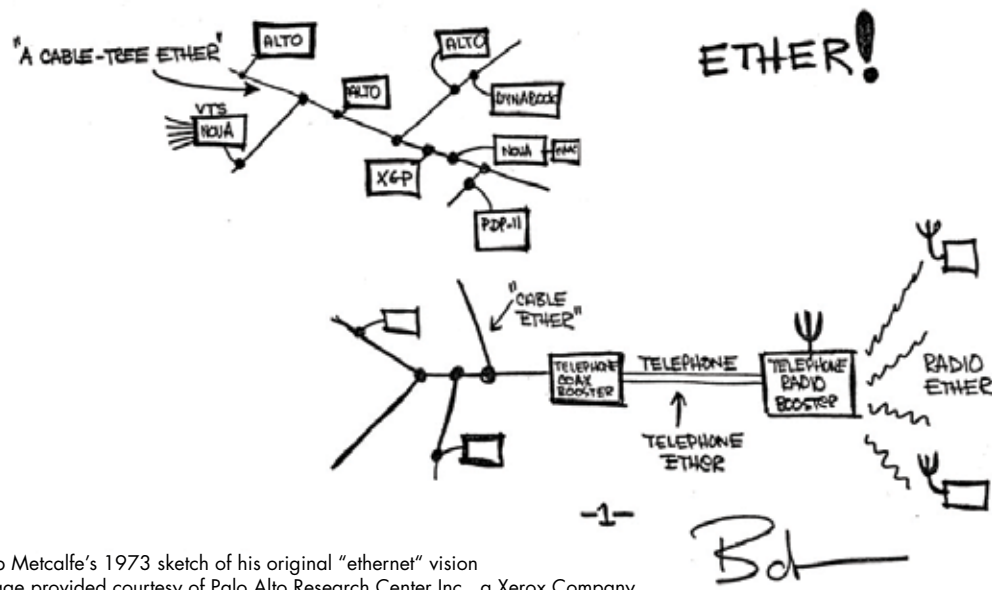 "A CABLE-TREE ETHER"
ALTO
ALTO
ETHER!
VTS
NOVA
ALTO
DYNABOOK
XGP
NOVA
PDP-11
"CABLE
ETHER"
TELEPHONE
COAX
BOOSTER
TELEPHONE
TELEPHONE
ETHER
TELEPHONE
RADIO
BOOSTER
RADIO
ETHER
-1-
Bob
b Metcalfe's 1973 sketch of his original "ethernet" vision
age provided courtesy of Palo Alto Research Center Inc., a Xerox Company